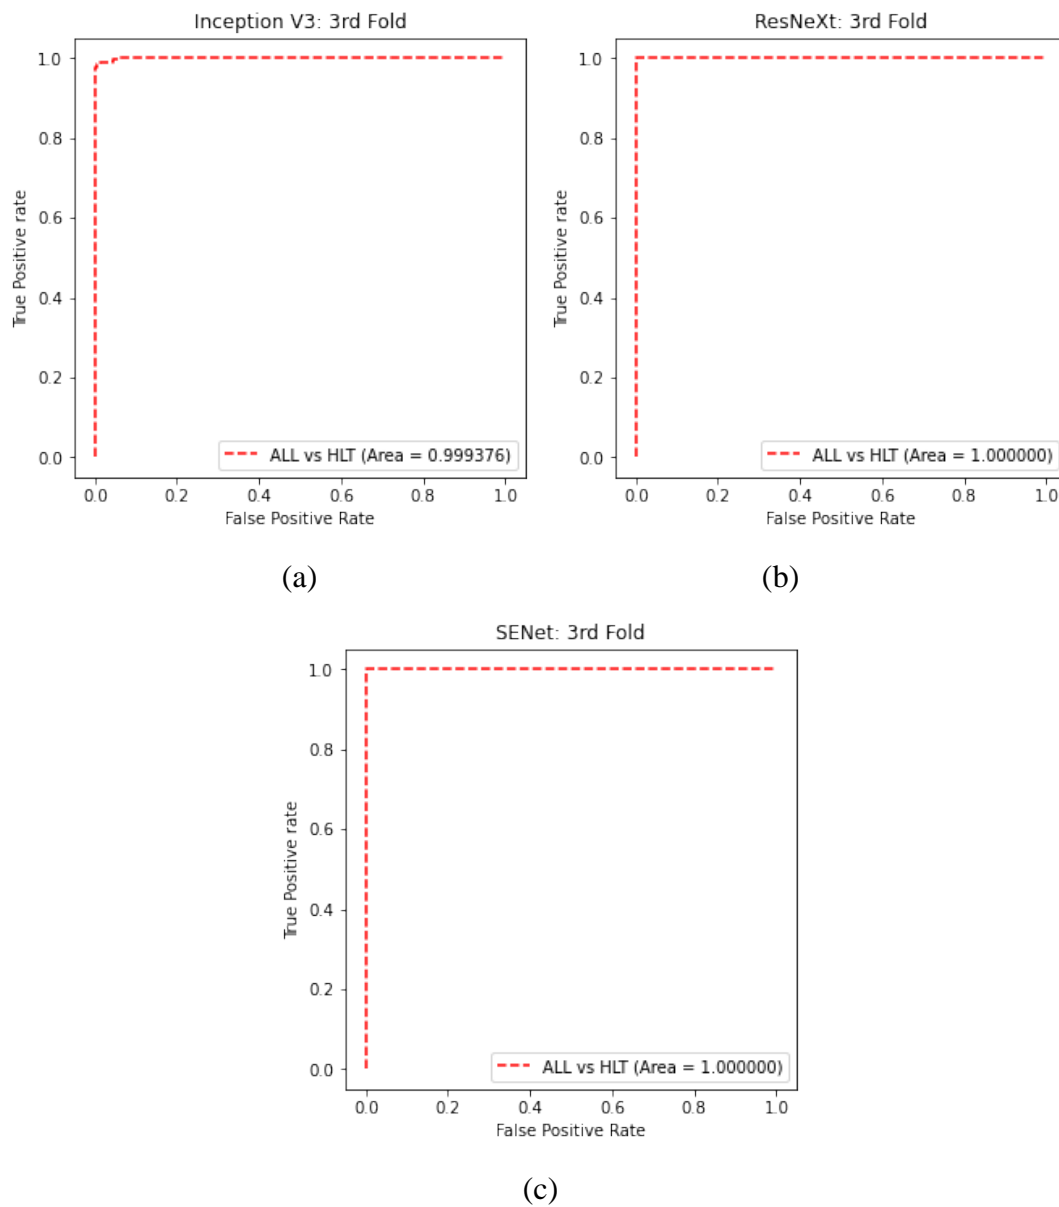 Inception V3: 3rd Fold
1.0
0.8
0.6
0.4
0.2
0.0
True Positive rate
ALL vs HLT (Area = 0.999376)
0.0 0.2 0.4 0.6 0.8 1.0
False Positive Rate
(a)
ResNeXt: 3rd Fold
1.0
0.8
0.6
0.4
0.2
0.0
True Positive rate
ALL vs HLT (Area = 1.000000)
0.0 0.2 0.4 0.6 0.8 1.0
False Positive Rate
(b)
SENet: 3rd Fold
1.0
0.8
0.6
0.4
0.2
0.0
True Positive rate
ALL vs HLT (Area = 1.000000)
0.0 0.2 0.4 0.6 0.8 1.0
False Positive Rate
(c)